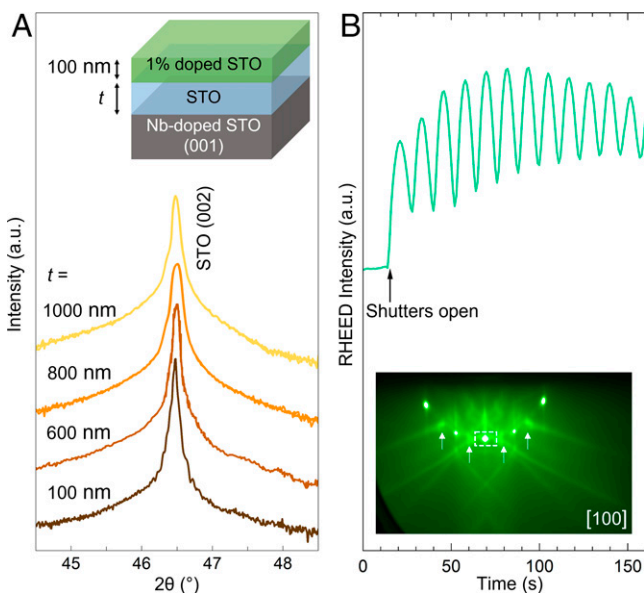 A
100 nm
1% doped STO
t
STO
Nb-doped STO
(001)
Intensity (a.u.)
STO (002)
t =
1000 nm
800 nm
600 nm
100 nm
45
46
47
48
2θ (°)
B
RHEED Intensity (a.u.)
Shutters open
[100]
0
50
100
150
Time (s)